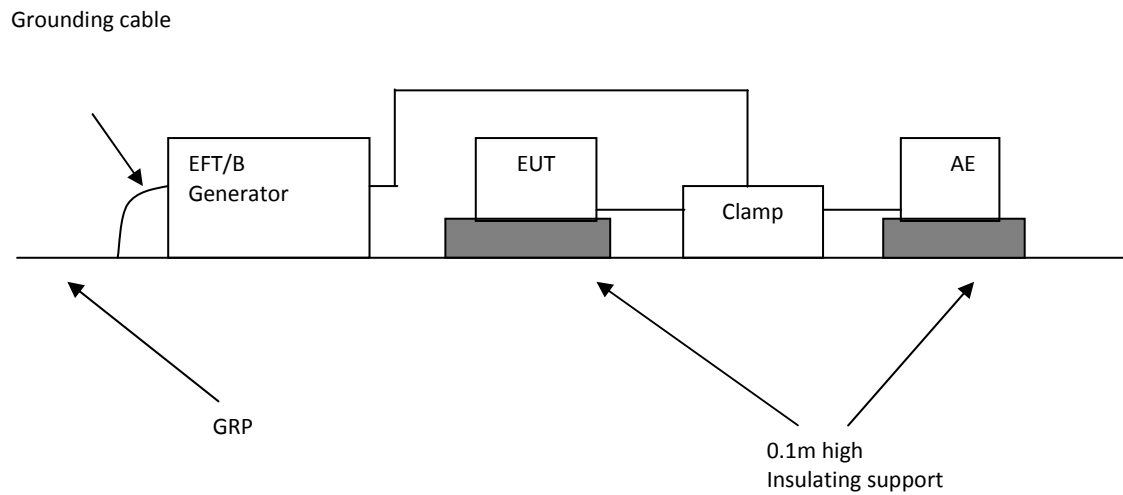 Grounding cable
EFT/B
Generator
EUT
Clamp
AE
GRP
0.1m high
Insulating support